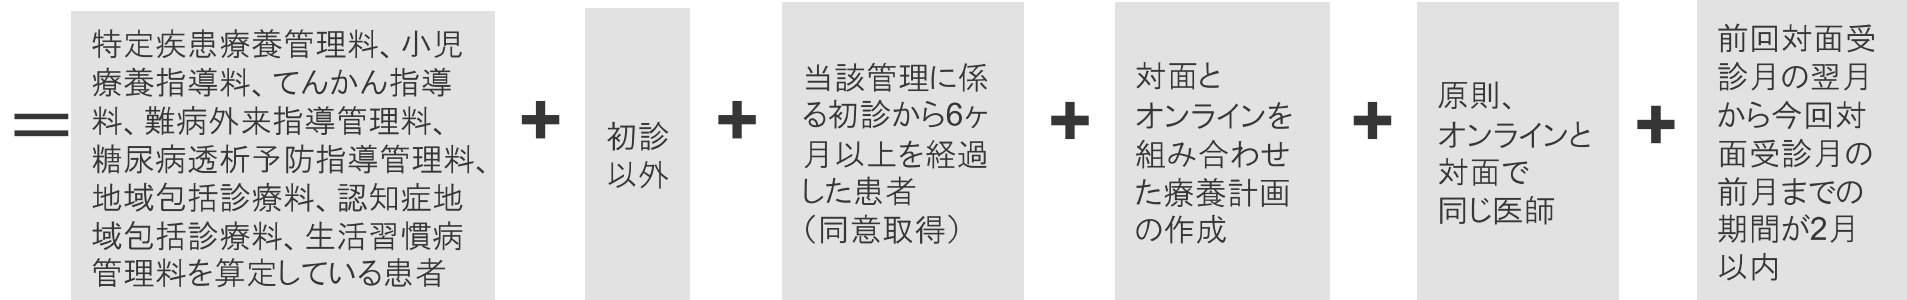 =
特定疾患療養管理料、小児
療養指導料、てんかん指導
料、難病外来指導管理料、
糖尿病透析予防指導管理料、
地域包括診療料、認知症地
域包括診療料、生活習慣病
管理料を算定している患者
+
初診
以外
+
当該管理に係
る初診から6ヶ
月以上を経過
した患者
（同意取得）
+
対面と
オンラインを
組み合わせ
た療養計画
の作成
+
原則、
オンラインと
対面で
同じ医師
+
前回対面受
診月の翌月
から今回対
面受診月の
前月までの
期間が2月
以内